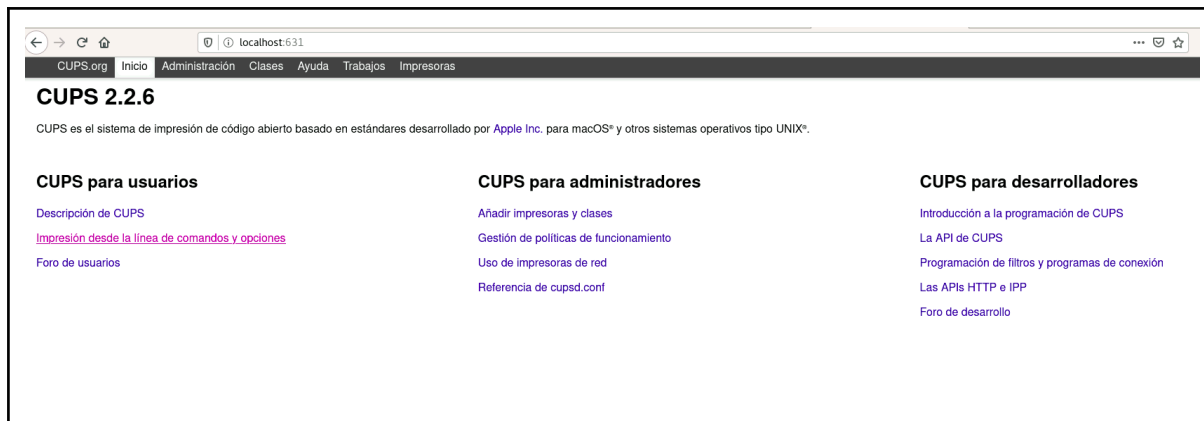 localhost:631
CUPS.org Inicio Administración Clases Ayuda Trabajos Impresoras
CUPS 2.2.6
CUPS es el sistema de impresión de código abierto basado en estándares desarrollado por Apple Inc. para macOS® y otros sistemas operativos tipo UNIX®.
CUPS para usuarios
Descripción de CUPS
Impresión desde la línea de comandos y opciones
Foro de usuarios
CUPS para administradores
Añadir impresoras y clases
Gestión de políticas de funcionamiento
Uso de impresoras de red
Referencia de cupsd.conf
CUPS para desarrolladores
Introducción a la programación de CUPS
La API de CUPS
Programación de filtros y programas de conexión
Las APIs HTTP e IPP
Foro de desarrollo